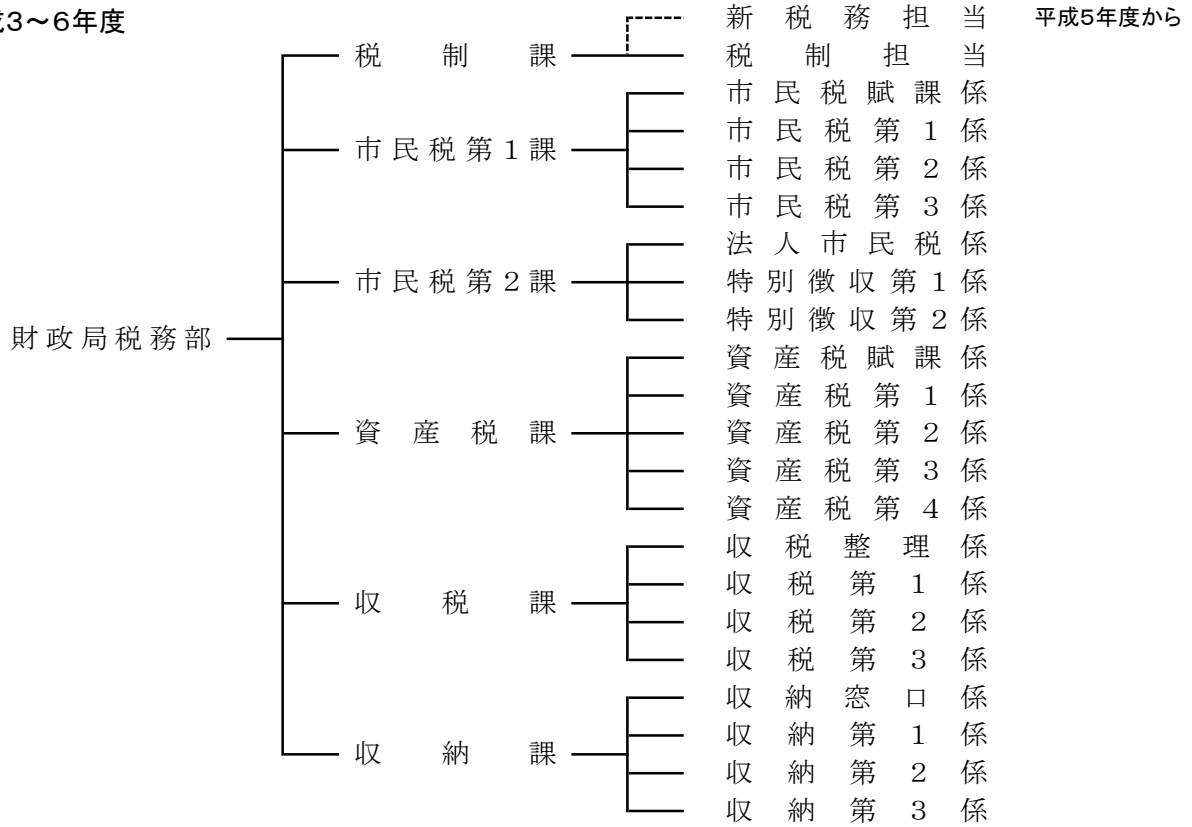 3～6年度
新税務担当 平成5年度から
税制課 税制担当
市民税賦課係
市民税第1係
市民税第1課
市民税第2係
市民税第3係
法人市民税係
市民税第2課 特別徴収第1係
特別徴収第2係
財政局税務部
資産税賦課係
資産税第1係
資産税課 資産税第2係
資産税第3係
資産税第4係
収税整理係
収税第1係
収税課
収税第2係
収税第3係
収納窓口係
収納第1係
収納課
収納第2係
収納第3係